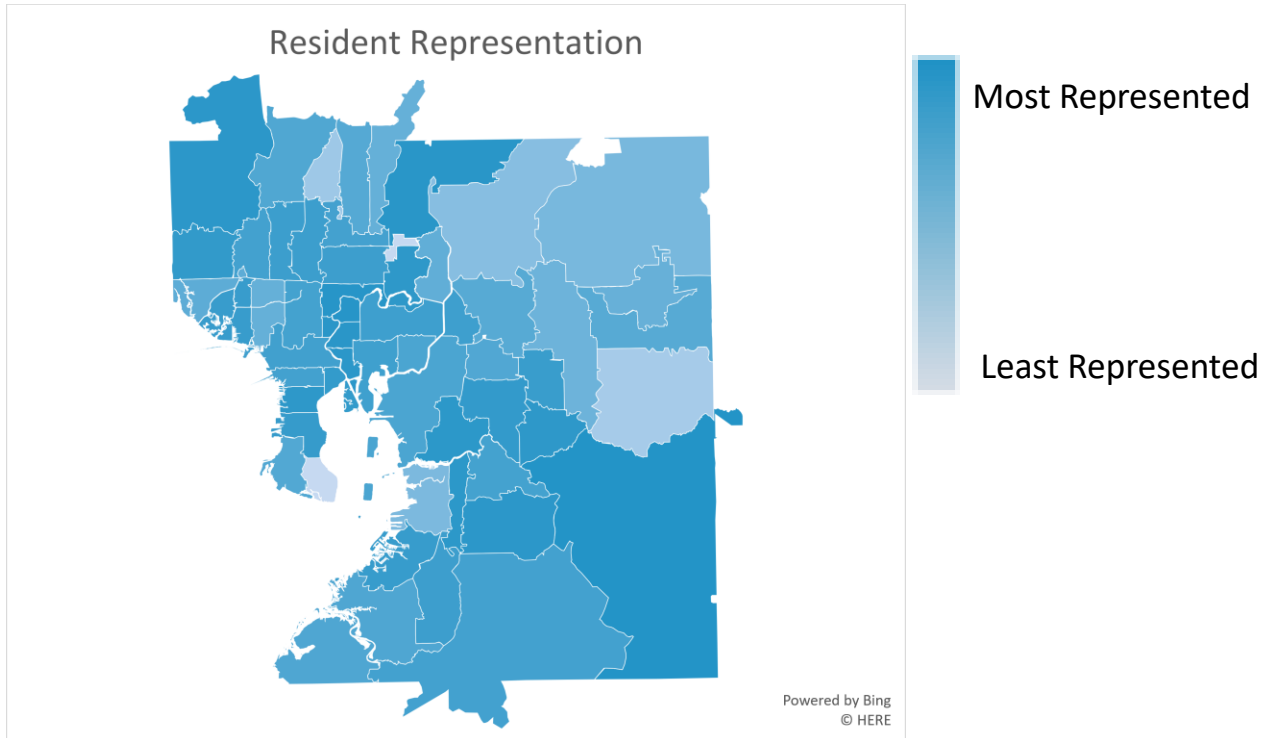 Resident Representation
Most Represented
Least Represented
Powered by Bing
© HERE